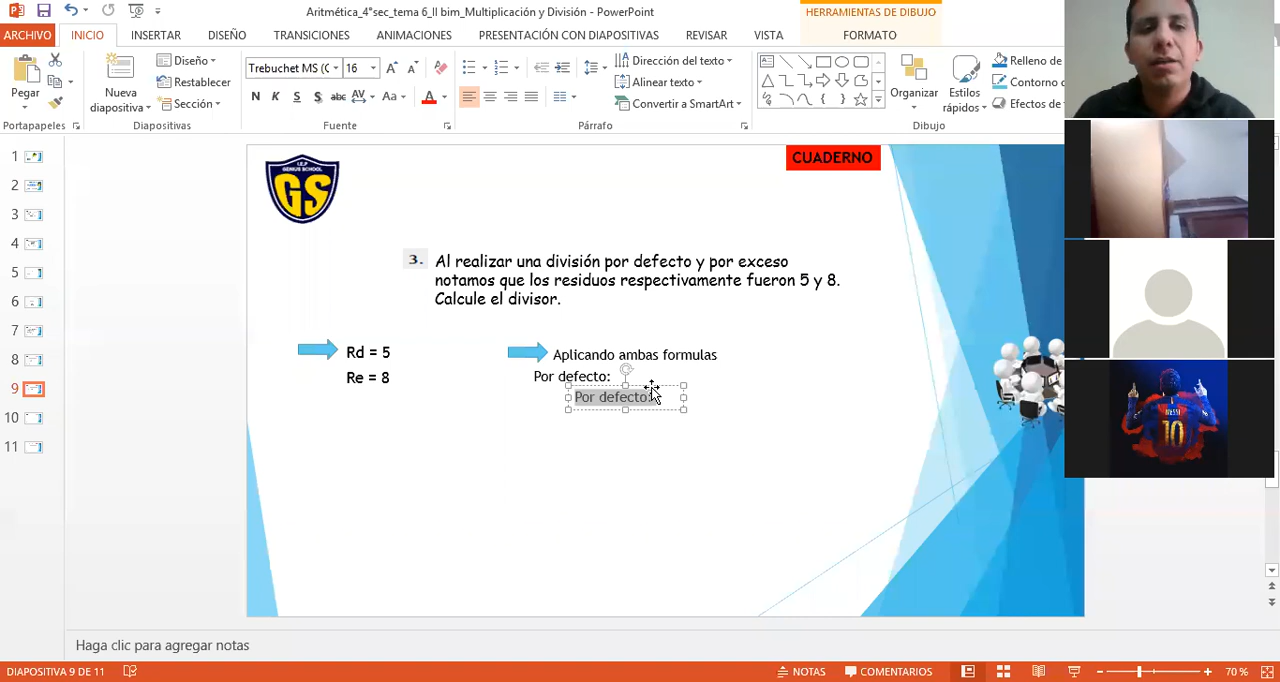 Aritmética_4°sec_tema 6_II bim_Multiplicación y División - PowerPoint
HERRAMIENTAS DE DIBUJO
ARCHIVO INICIO INSERTAR DISEÑO TRANSICIONES ANIMACIONES PRESENTACIÓN CON DIAPOSITIVAS REVISAR VISTA FORMATO
Pegar
Nueva diapositiva
Diseño
Restablecer
Sección
Trebuchet MS (C 16
N K S S abc AV Aa A
Dirección del texto
Alinear texto
Convertir a SmartArt
Organizar
Estilos rápidos
Relleno de
Contorno o
Efectos de
Portapapeles Diapositivas Fuente Párrafo Dibujo
1
2
3
4
5
6
7
8
9
10
11
I.E.P
GENIUS SCHOOL
GS
CUADERNO
3. Al realizar una división por defecto y por exceso
notamos que los residuos respectivamente fueron 5 y 8.
Calcule el divisor.
Rd = 5
Re = 8
Aplicando ambas formulas
Por defecto:
Por defecto:
10
Haga clic para agregar notas
DIAPOSITIVA 9 DE 11 NOTAS COMENTARIOS 70 %